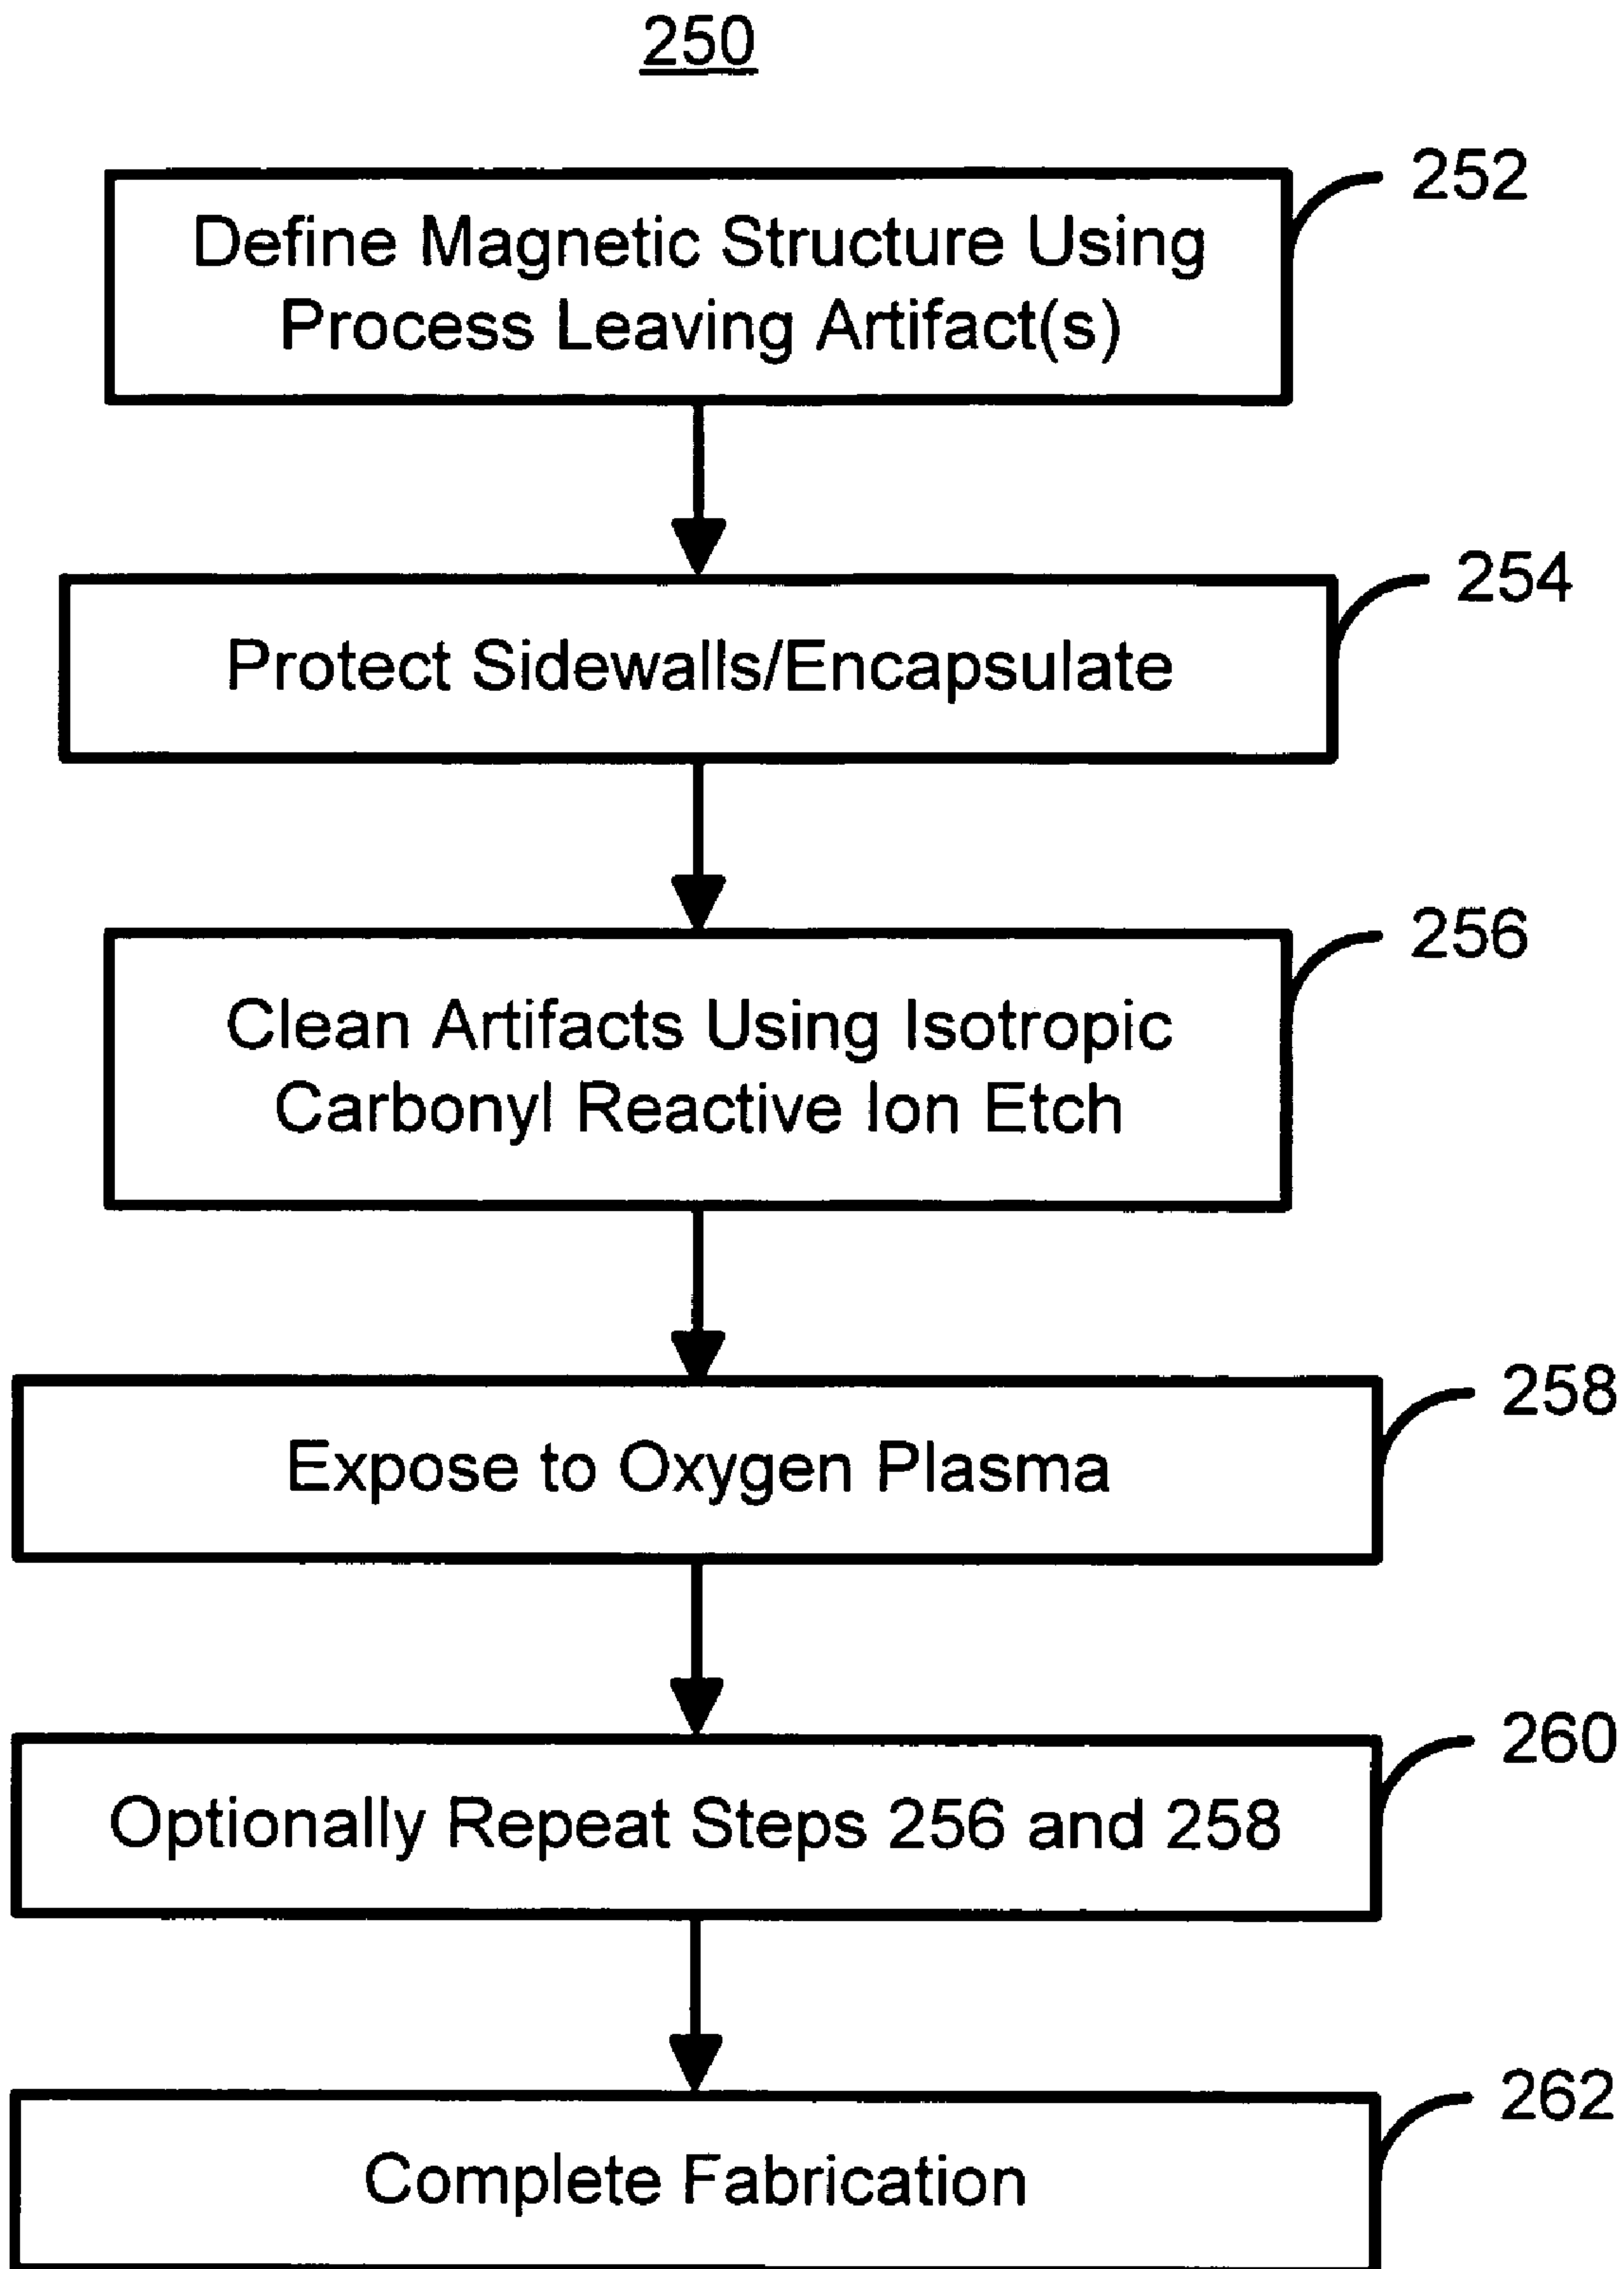 250
252
Define Magnetic Structure Using
Process Leaving Artifact(s)
254
Protect Sidewalls/Encapsulate
256
Clean Artifacts Using Isotropic
Carbonyl Reactive Ion Etch
258
Expose to Oxygen Plasma
260
Optionally Repeat Steps 256 and 258
262
Complete Fabrication